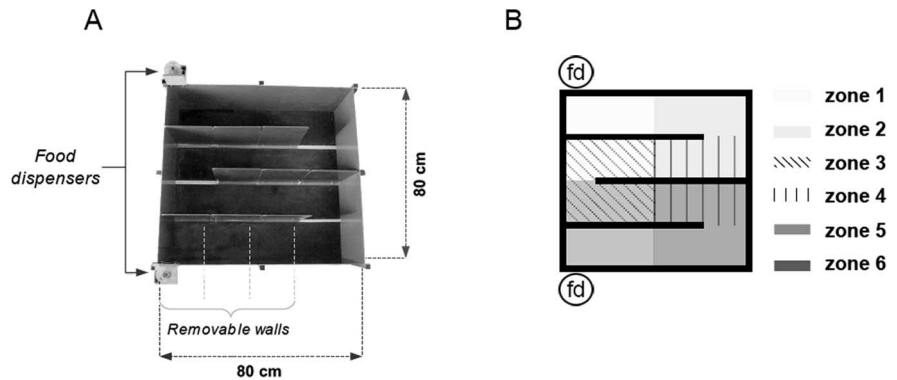 A
Food
dispensers
80 cm
Removable walls
80 cm
B
fd
fd
zone 1
zone 2
zone 3
zone 4
zone 5
zone 6